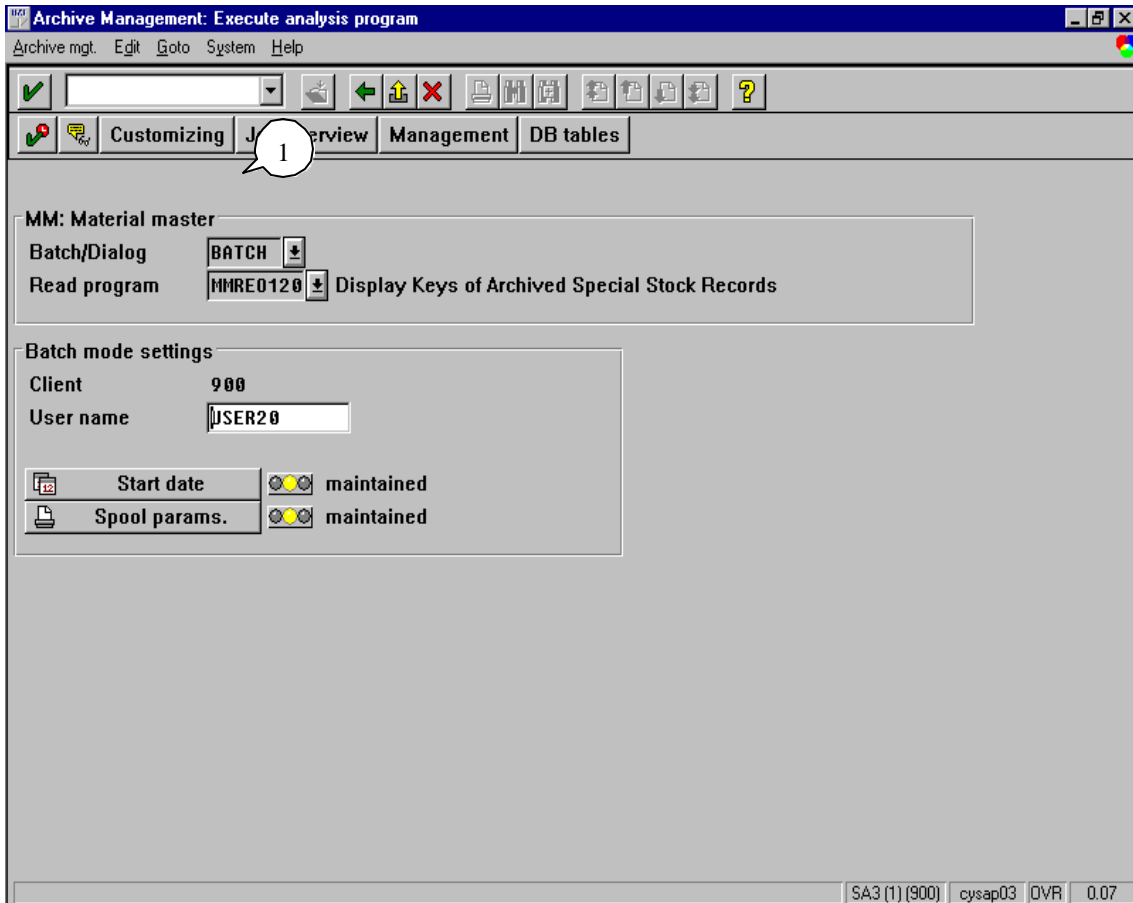 Archive Management: Execute analysis program
Archive mgt. Edit Goto System Help
Customizing Management DB tables
1
MM: Material master
Batch/Dialog BATCH
Read program MMREO120 Display Keys of Archived Special Stock Records
Batch mode settings
Client 900
User name USER20
12 Start date maintained
Spool params. maintained
SA3 (1) (900) cysap03 OVR 0.07